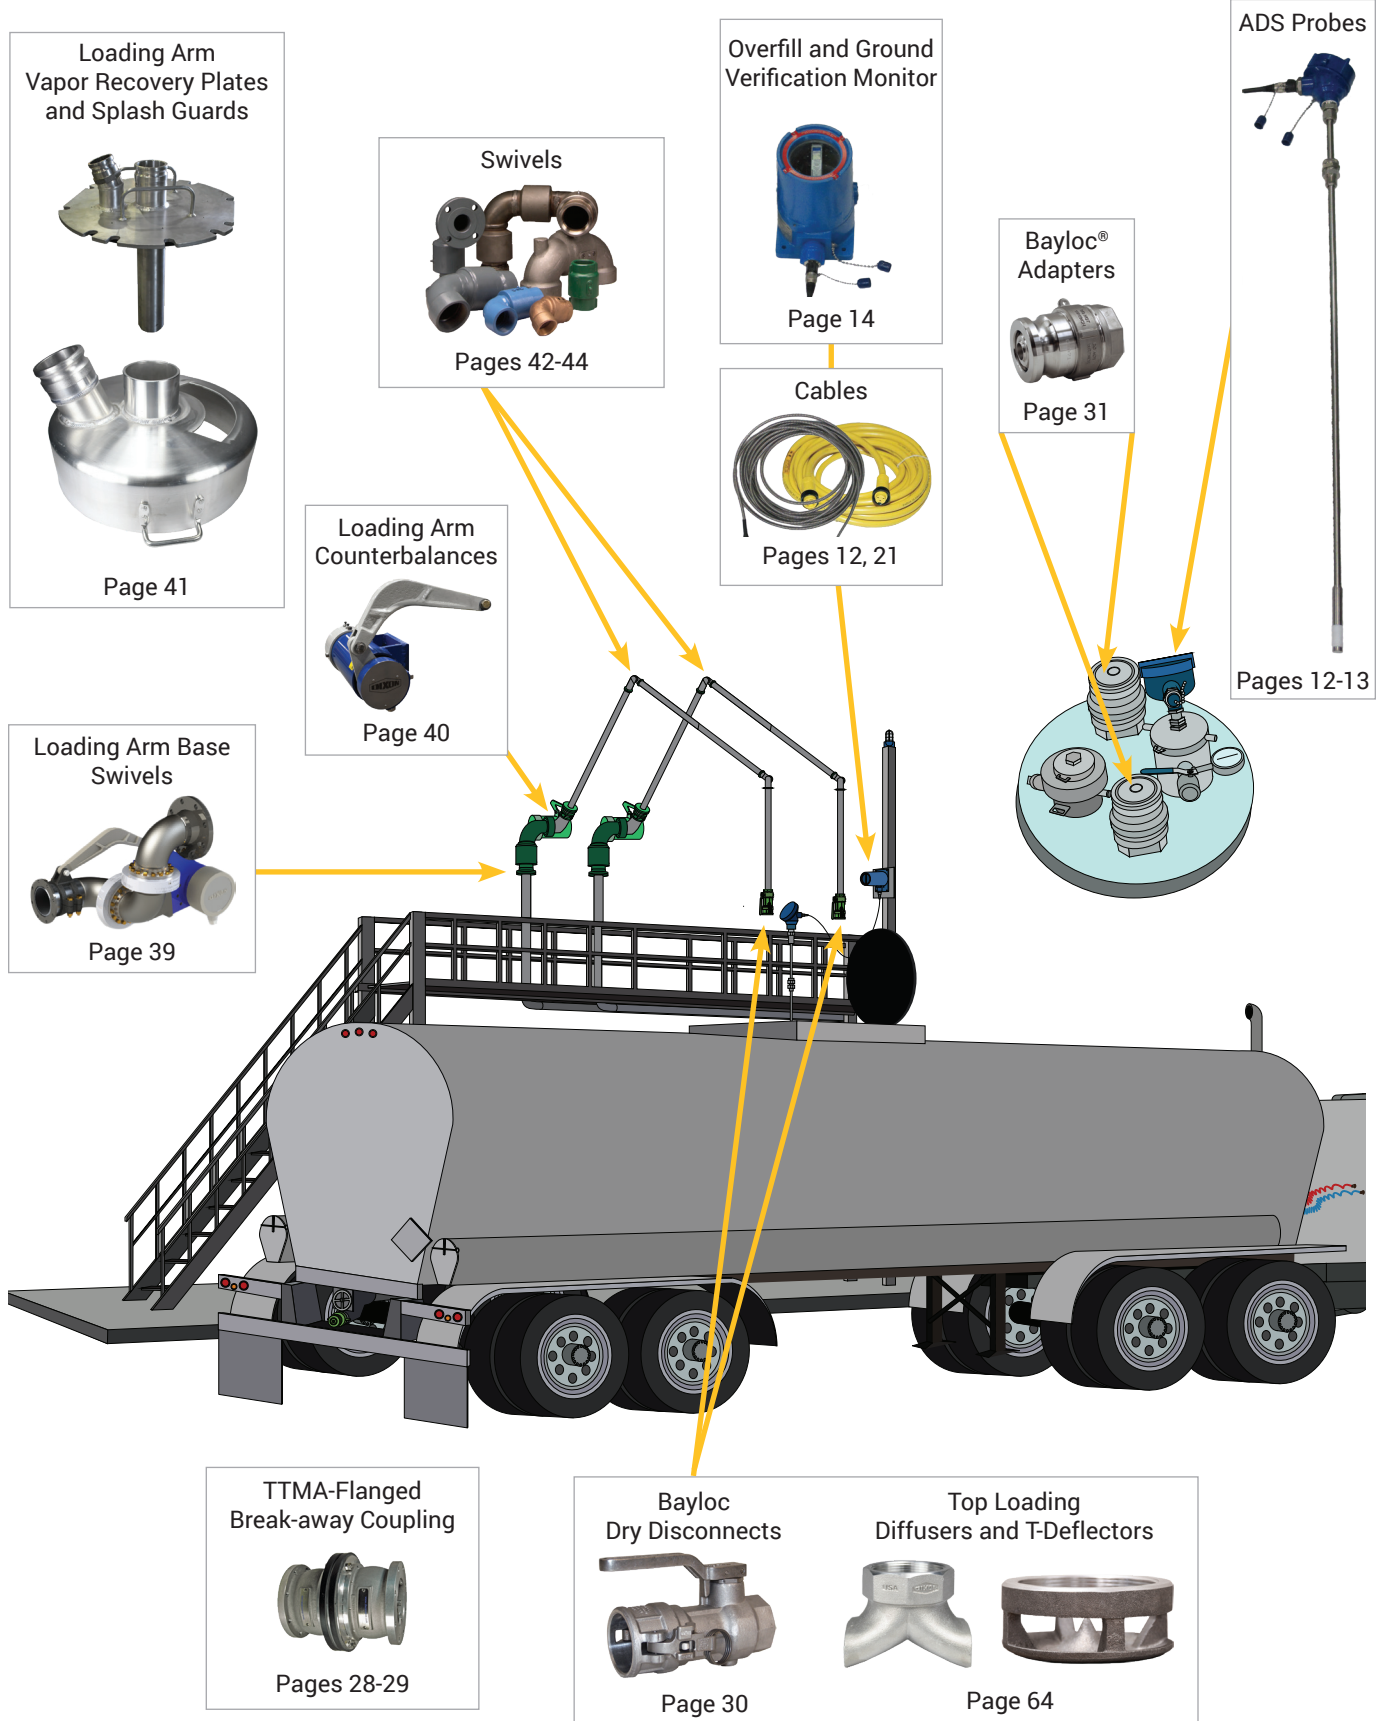 Loading Arm
Vapor Recovery Plates
and Splash Guards
Page 41
Swivels
Pages 42-44
Overfill and Ground
Verification Monitor
Page 14
ADS Probes
Pages 12-13
Bayloc®
Adapters
Page 31
Cables
Pages 12, 21
Loading Arm
Counterbalances
Page 40
Loading Arm Base
Swivels
Page 39
TTMA-Flanged
Break-away Coupling
Pages 28-29
Bayloc
Dry Disconnects
Page 30
Top Loading
Diffusers and T-Deflectors
USA
Page 64